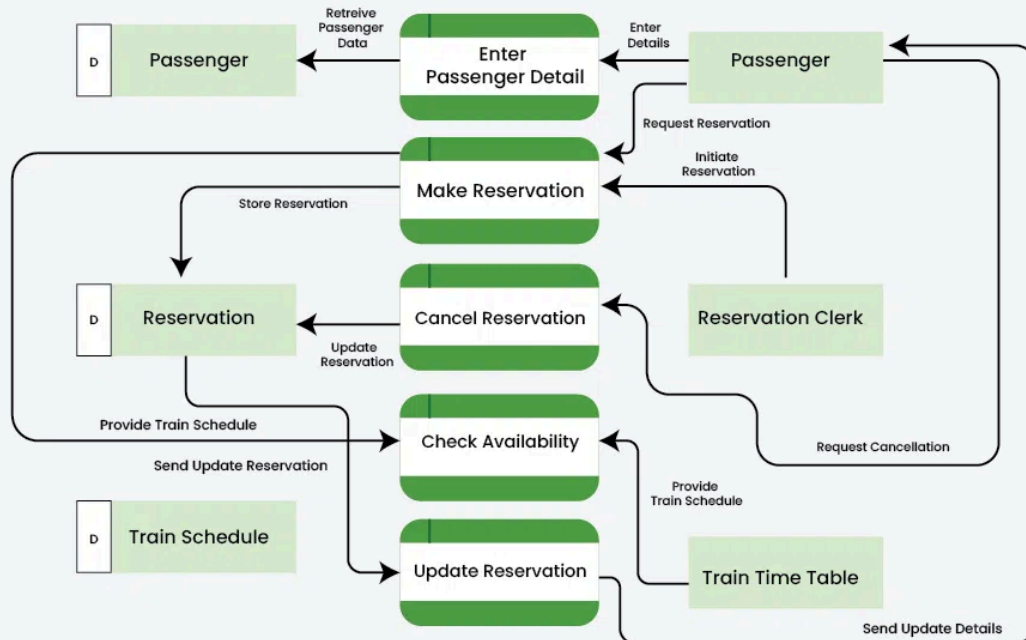 Retreive
Passenger
Data
Enter
Details
D
Passenger
Enter
Passenger Detail
Passenger
Request Reservation
Initiate
Reservation
Make Reservation
Store Reservation
D
Reservation
Cancel Reservation
Reservation Clerk
Update
Reservation
Provide Train Schedule
Check Availability
Request Cancellation
Send Update Reservation
Provide
Train Schedule
D
Train Schedule
Update Reservation
Train Time Table
Send Update Details